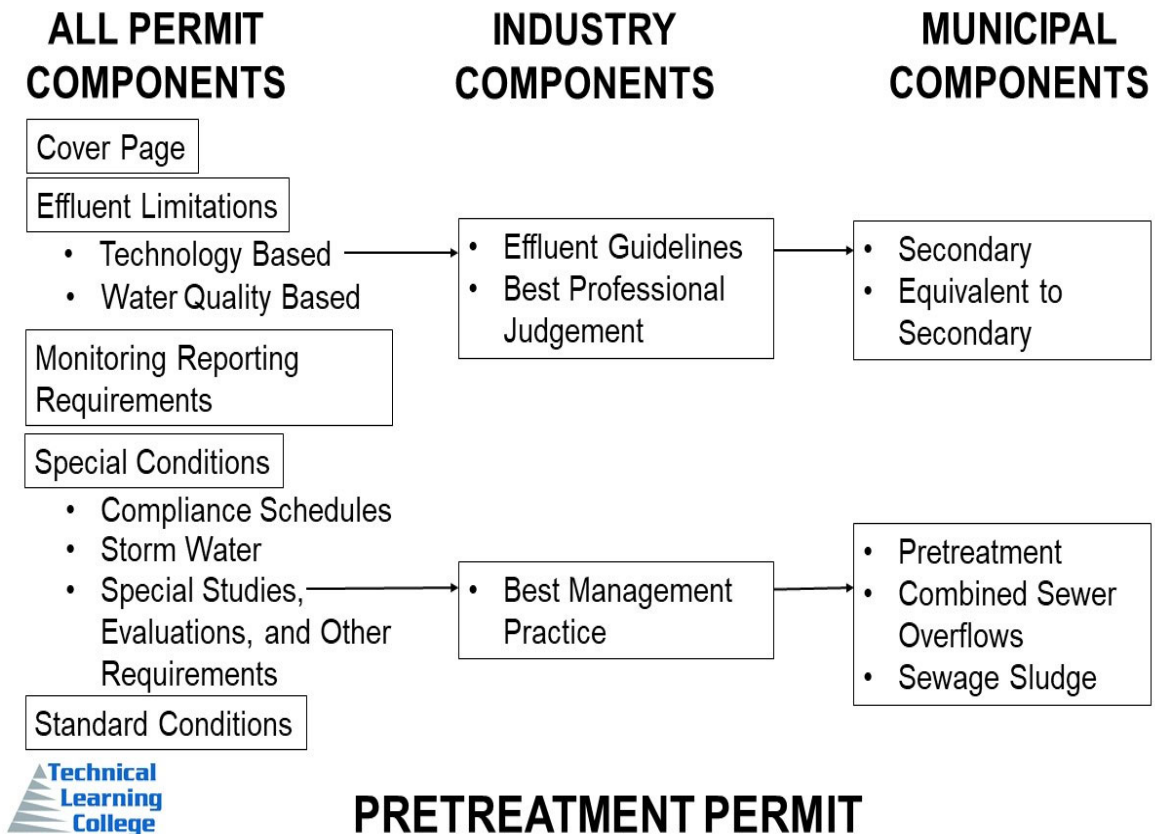 ALL PERMIT
COMPONENTS
INDUSTRY
COMPONENTS
MUNICIPAL
COMPONENTS
Cover Page
Effluent Limitations
• Technology Based
• Water Quality Based
• Effluent Guidelines
• Best Professional
Judgement
• Secondary
• Equivalent to
Secondary
Monitoring Reporting
Requirements
Special Conditions
• Compliance Schedules
• Storm Water
• Special Studies,
Evaluations, and Other
Requirements
• Best Management
Practice
• Pretreatment
• Combined Sewer
Overflows
• Sewage Sludge
Standard Conditions
Technical
Learning
College
PRETREATMENT PERMIT